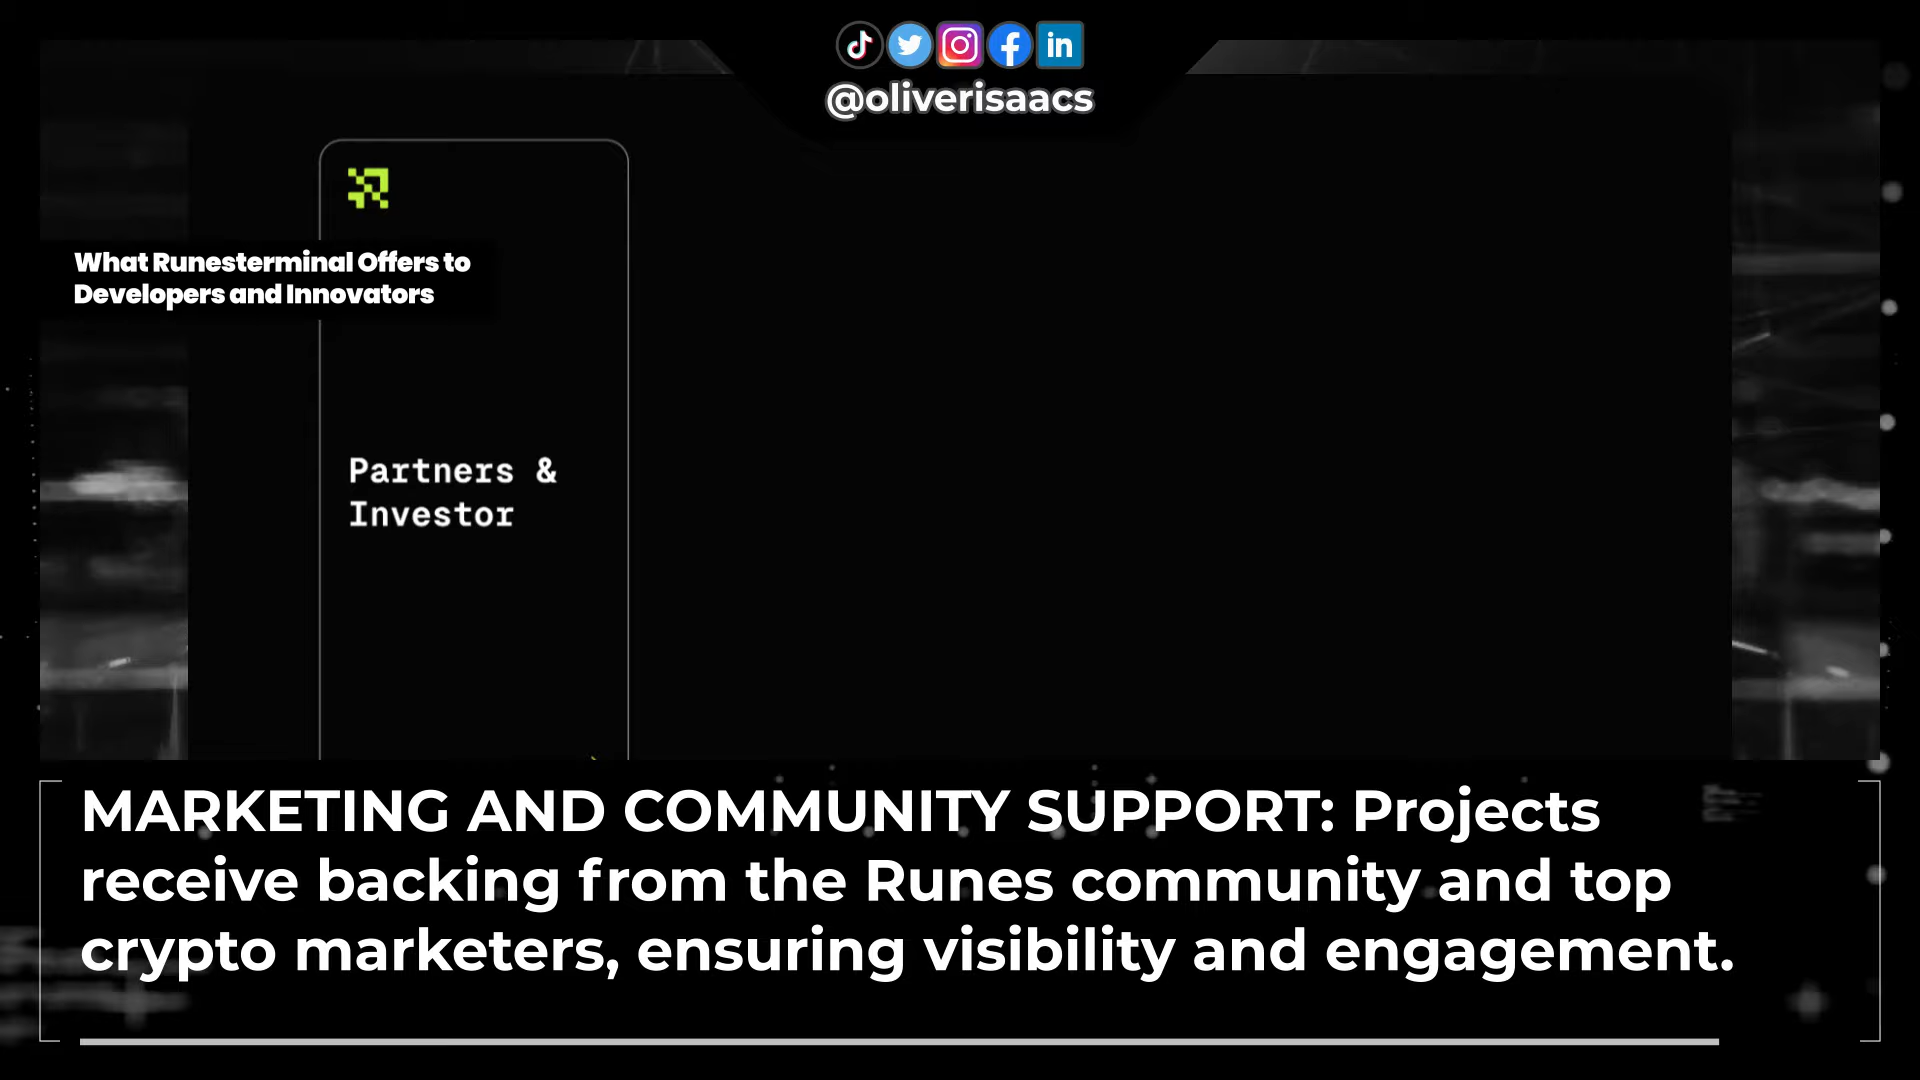 @oliverisaacs
What Runesterminal Offers to
Developers and Innovators
Partners &
Investor
MARKETING AND COMMUNITY SUPPORT: Projects
receive backing from the Runes community and top
crypto marketers, ensuring visibility and engagement.